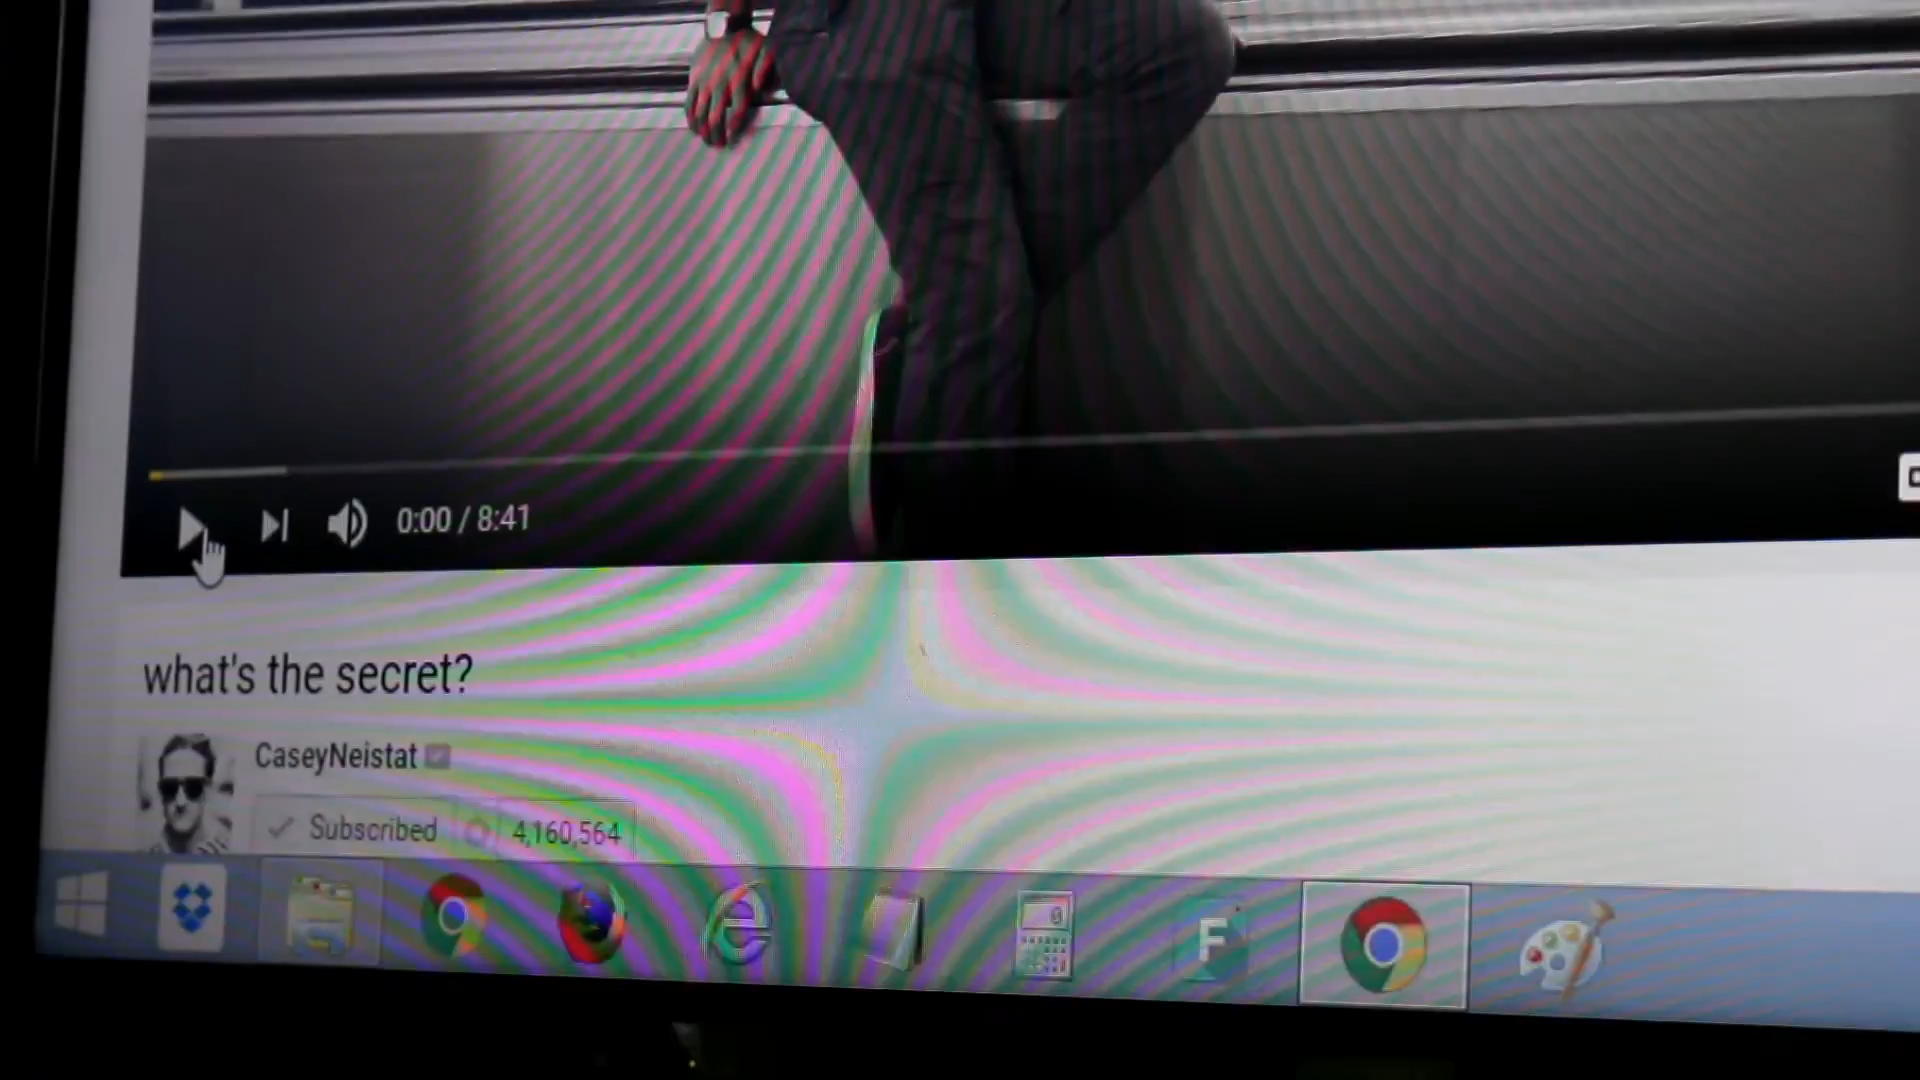 0:00 / 8:41
what's the secret?
CaseyNeistat
Subscribed 4,160,564
F